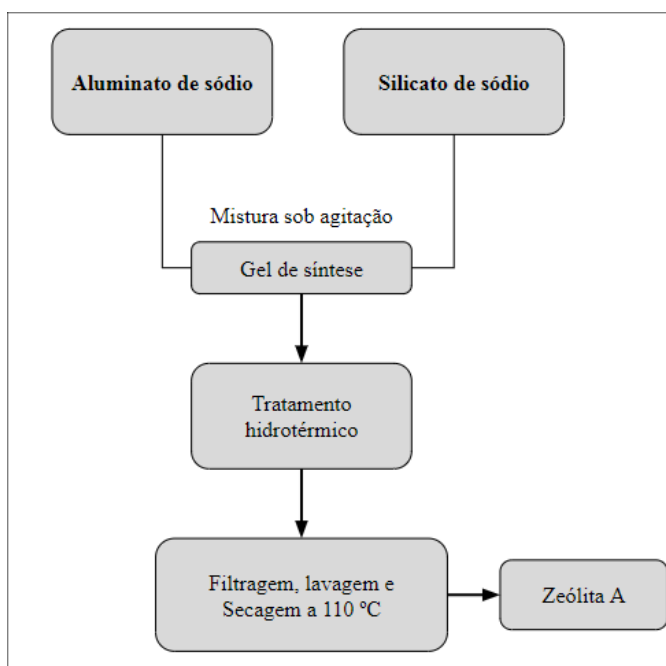 Aluminato de sódio
Silicato de sódio
Mistura sob agitação
Gel de síntese
Tratamento
hidrotérmico
Filtragem, lavagem e
Secagem a 110 ºC
Zeólita A